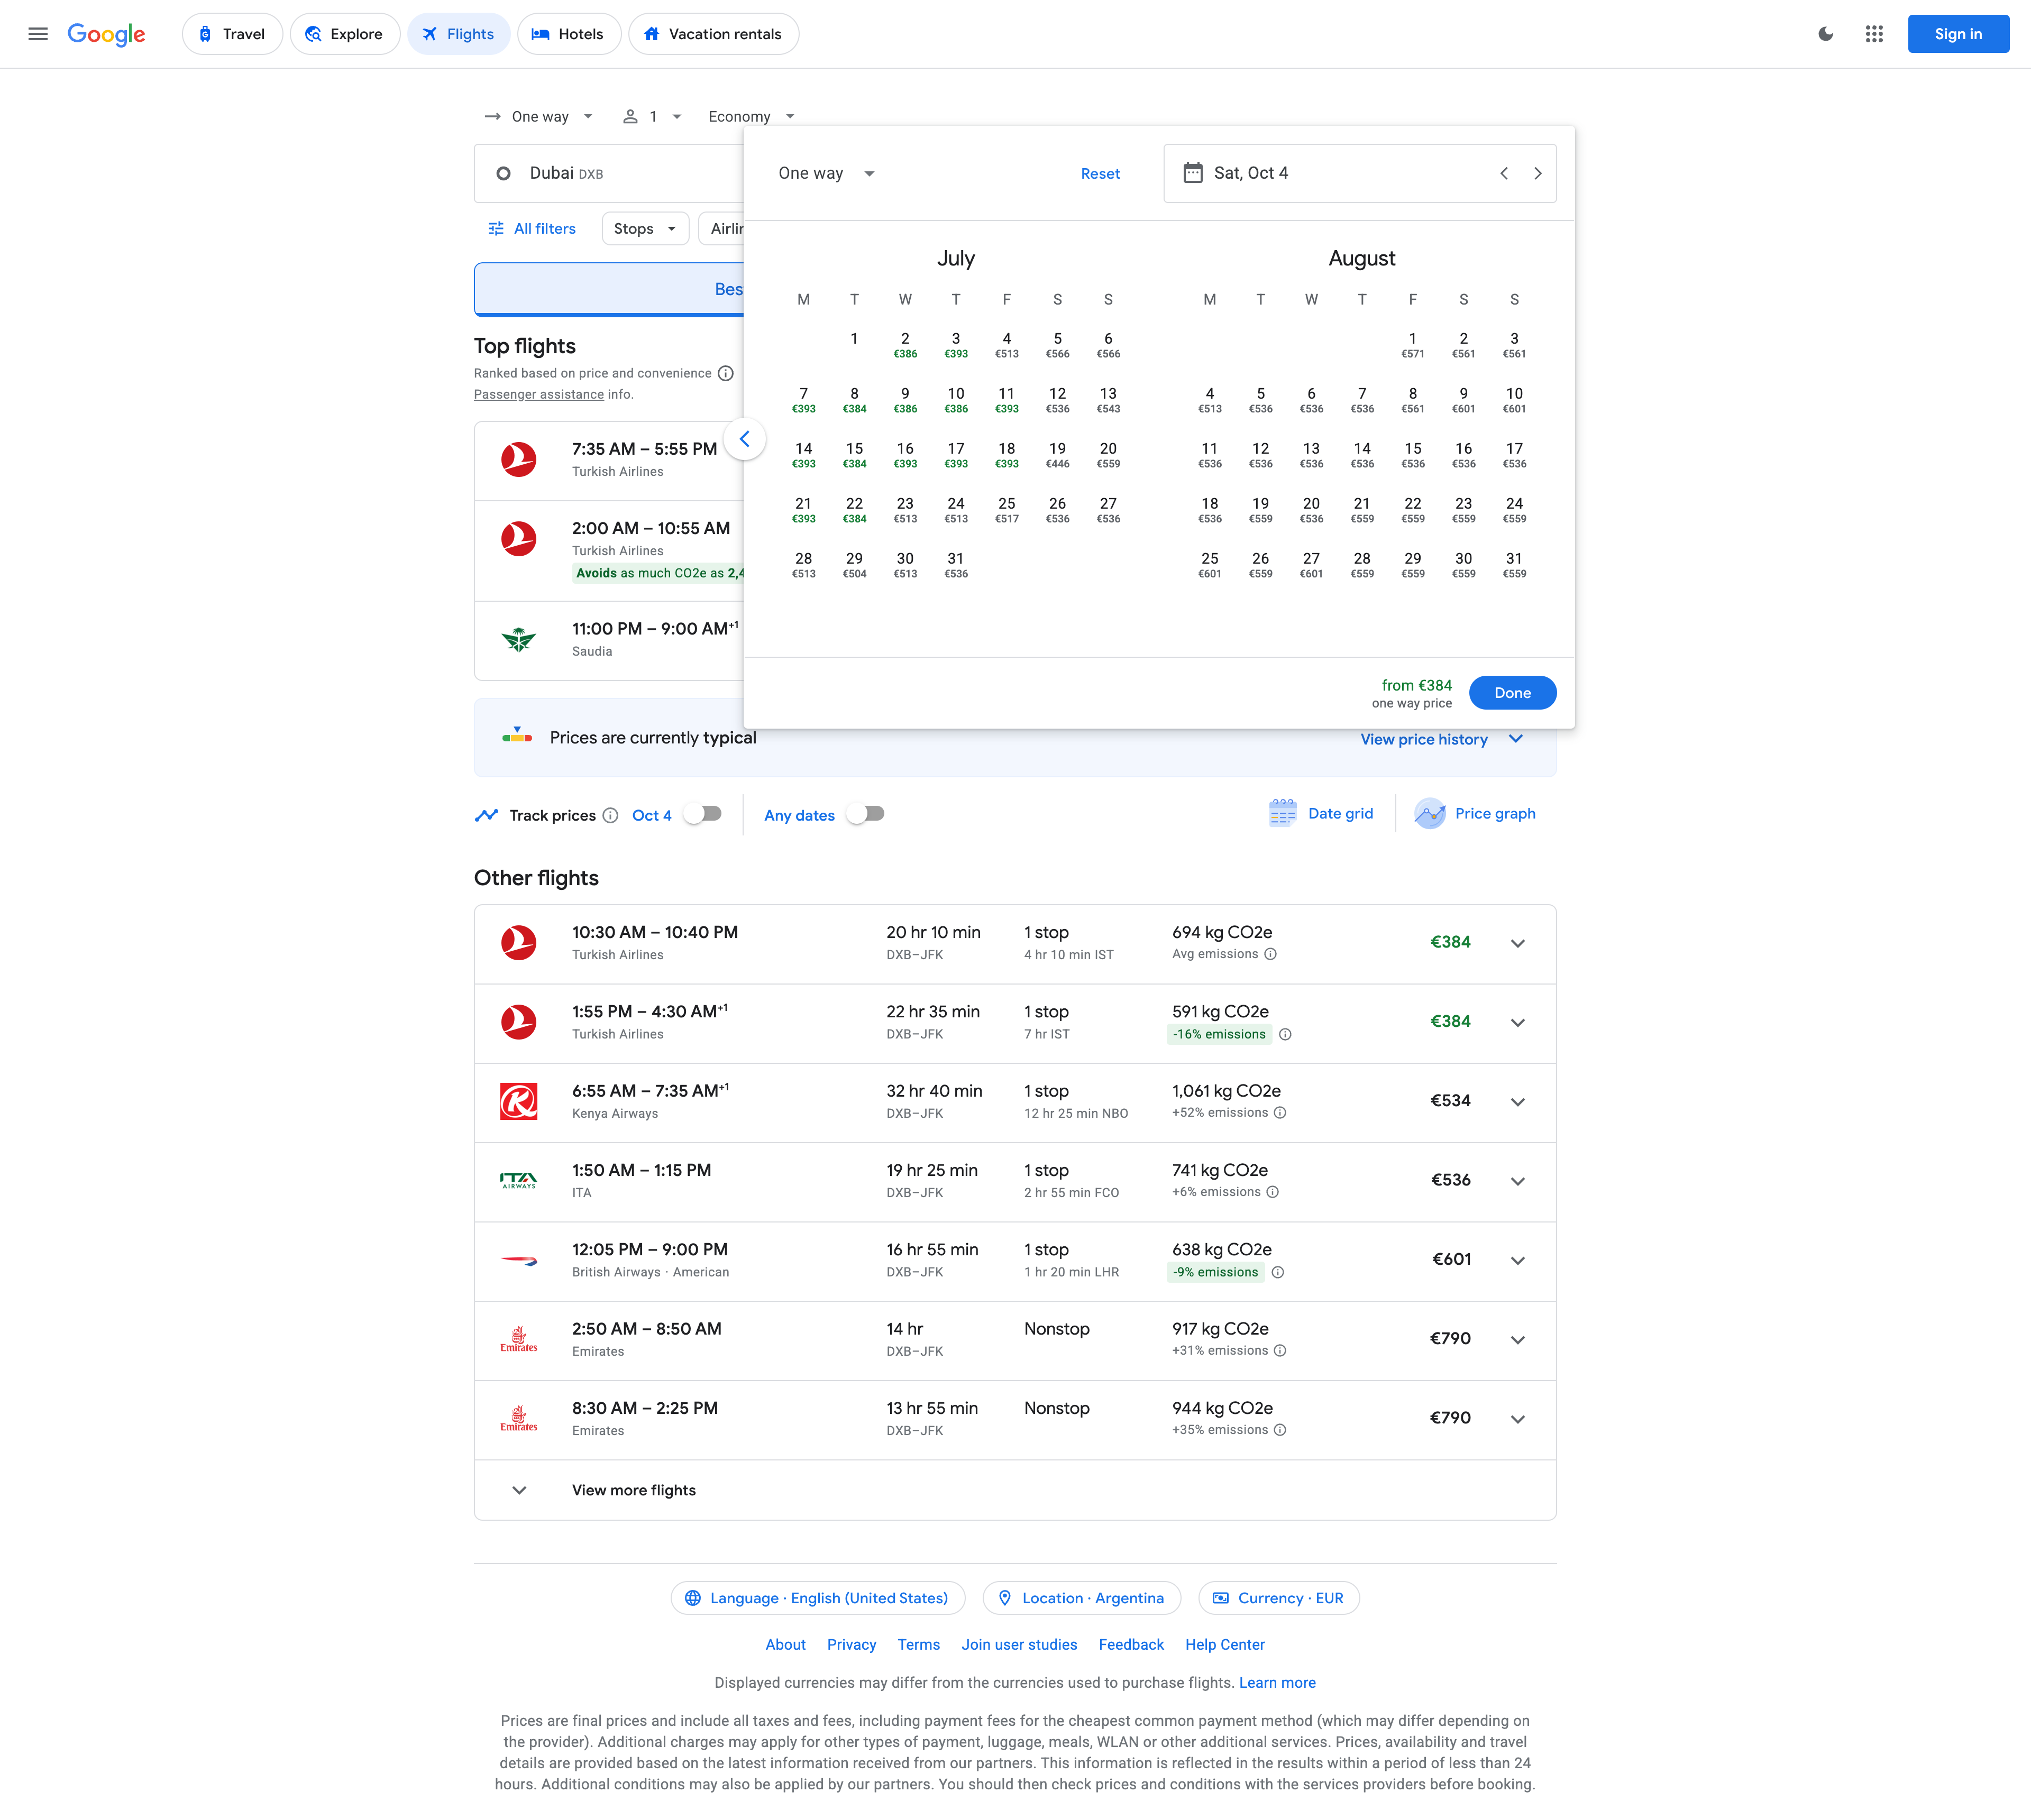 Google
Travel
Explore
Flights
Hotels
Vacation rentals
Sign in
One way
1
Economy
Dubai DXB
All filters
Stops
Airlin
Bes
Top flights
Ranked based on price and convenience
Passenger assistance info.
7:35 AM – 5:55 PM
Turkish Airlines
2:00 AM – 10:55 AM
Turkish Airlines
Avoids as much CO2e as 2,4
11:00 PM – 9:00 AM+1
Saudia
One way
Reset
Sat, Oct 4
July
M T W T F S S
1 2 3 4 5 6
€386 €393 €513 €566 €566
7 8 9 10 11 12 13
€393 €384 €386 €386 €393 €536 €543
14 15 16 17 18 19 20
€393 €384 €393 €393 €393 €446 €559
21 22 23 24 25 26 27
€393 €384 €513 €513 €517 €536 €536
28 29 30 31
€513 €504 €513 €536
August
M T W T F S S
1 2 3
€571 €561 €561
4 5 6 7 8 9 10
€513 €536 €536 €536 €561 €601 €601
11 12 13 14 15 16 17
€536 €536 €536 €536 €536 €536 €536
18 19 20 21 22 23 24
€536 €559 €536 €559 €559 €559 €559
25 26 27 28 29 30 31
€601 €559 €601 €559 €559 €559 €559
from €384
one way price
Done
Prices are currently typical
View price history
Track prices
Oct 4
Any dates
Date grid
Price graph
Other flights
10:30 AM – 10:40 PM 20 hr 10 min 1 stop 694 kg CO2e €384
Turkish Airlines DXB–JFK 4 hr 10 min IST Avg emissions
1:55 PM – 4:30 AM+1 22 hr 35 min 1 stop 591 kg CO2e €384
Turkish Airlines DXB–JFK 7 hr IST -16% emissions
6:55 AM – 7:35 AM+1 32 hr 40 min 1 stop 1,061 kg CO2e €534
Kenya Airways DXB–JFK 12 hr 25 min NBO +52% emissions
ITA AIRWAYS
1:50 AM – 1:15 PM 19 hr 25 min 1 stop 741 kg CO2e €536
ITA DXB–JFK 2 hr 55 min FCO +6% emissions
12:05 PM – 9:00 PM 16 hr 55 min 1 stop 638 kg CO2e €601
British Airways · American DXB–JFK 1 hr 20 min LHR -9% emissions
Emirates
2:50 AM – 8:50 AM 14 hr Nonstop 917 kg CO2e €790
Emirates DXB–JFK +31% emissions
Emirates
8:30 AM – 2:25 PM 13 hr 55 min Nonstop 944 kg CO2e €790
Emirates DXB–JFK +35% emissions
View more flights
Language · English (United States)
Location · Argentina
Currency · EUR
About Privacy Terms Join user studies Feedback Help Center
Displayed currencies may differ from the currencies used to purchase flights. Learn more
Prices are final prices and include all taxes and fees, including payment fees for the cheapest common payment method (which may differ depending on
the provider). Additional charges may apply for other types of payment, luggage, meals, WLAN or other additional services. Prices, availability and travel
details are provided based on the latest information received from our partners. This information is reflected in the results within a period of less than 24
hours. Additional conditions may also be applied by our partners. You should then check prices and conditions with the services providers before booking.